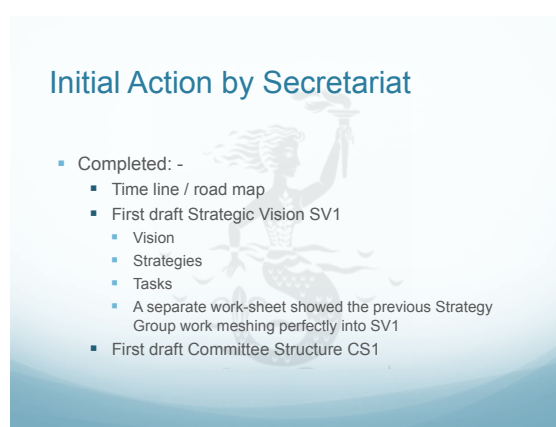 Initial Action by Secretariat
Completed: -
Time line / road map
First draft Strategic Vision SV1
Vision
Strategies
Tasks
A separate work-sheet showed the previous Strategy
Group work meshing perfectly into SV1
First draft Committee Structure CS1